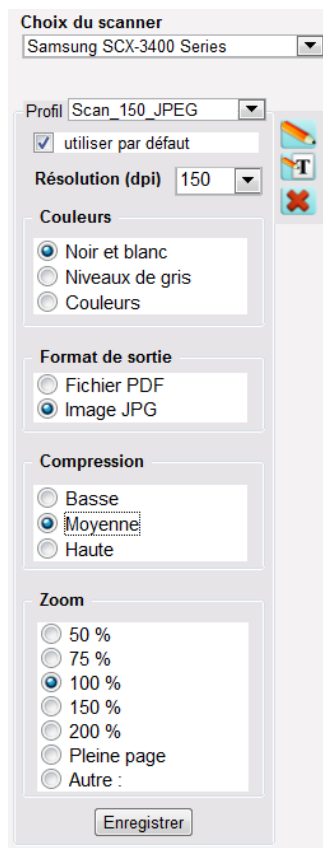 Choix du scanner
Samsung SCX-3400 Series
Profil Scan_150_JPEG
utiliser par défaut
Résolution (dpi) 150
Couleurs
Noir et blanc
Niveaux de gris
Couleurs
Format de sortie
Fichier PDF
Image JPG
Compression
Basse
Moyenne
Haute
Zoom
50 %
75 %
100 %
150 %
200 %
Pleine page
Autre :
Enregistrer
T